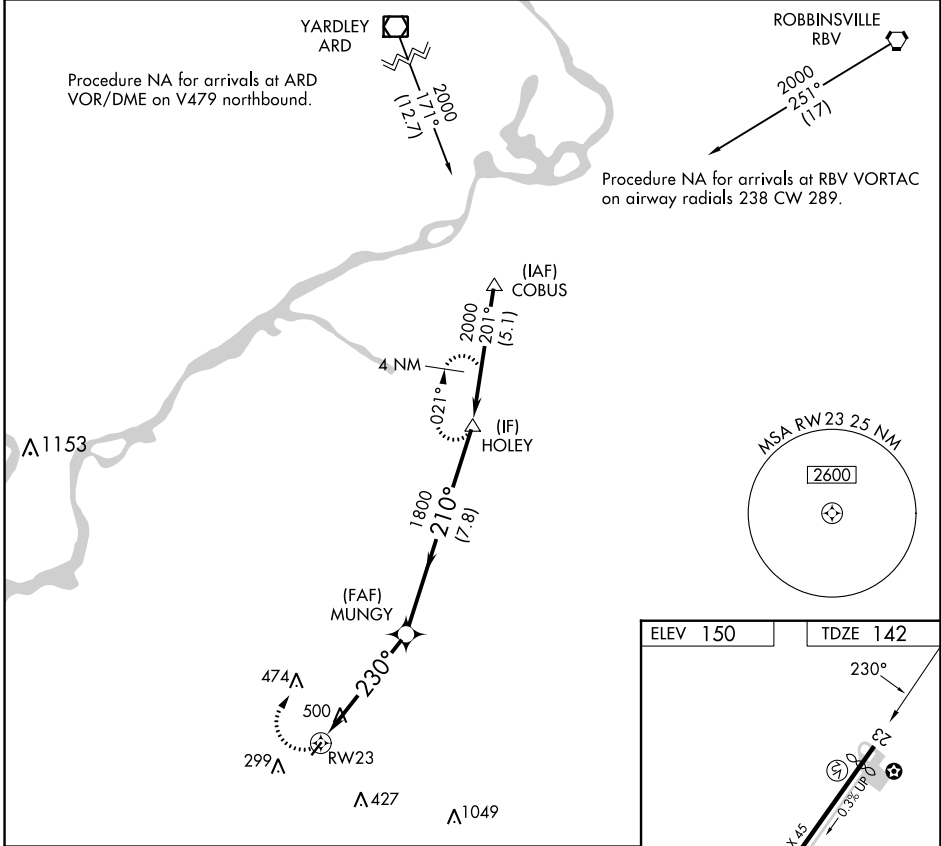 YARDLEY
ARD
Procedure NA for arrivals at ARD
VOR/DME on V479 northbound.
2000
171°
(12.7)
ROBBINSVILLE
RBV
2000
251°
(17)
Procedure NA for arrivals at RBV VORTAC
on airway radials 238 CW 289.
(IAF)
COBUS
2000
201°
(5.1)
4 NM
021°
(IF)
HOLEY
1153
1800
210°
(7.8)
MSA RW23 25 NM
2600
(FAF)
MUNGY
230°
474
500
299
RW23
427
1049
ELEV 150
TDZE 142
230°
23
0.3% UP
X 45